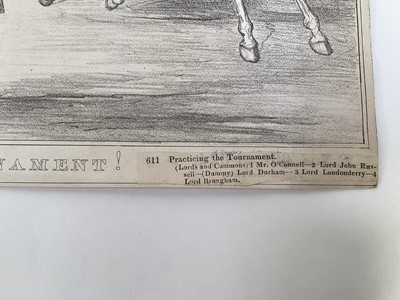 NAMENT!
611 Practicing the Tournament.
(Lords and Commons) 1 Mr. O'Connell—2 Lord John Rus-
sell—(Dummy) Lord Durham—3 Lord Londonderry—4
Lord Brougham.